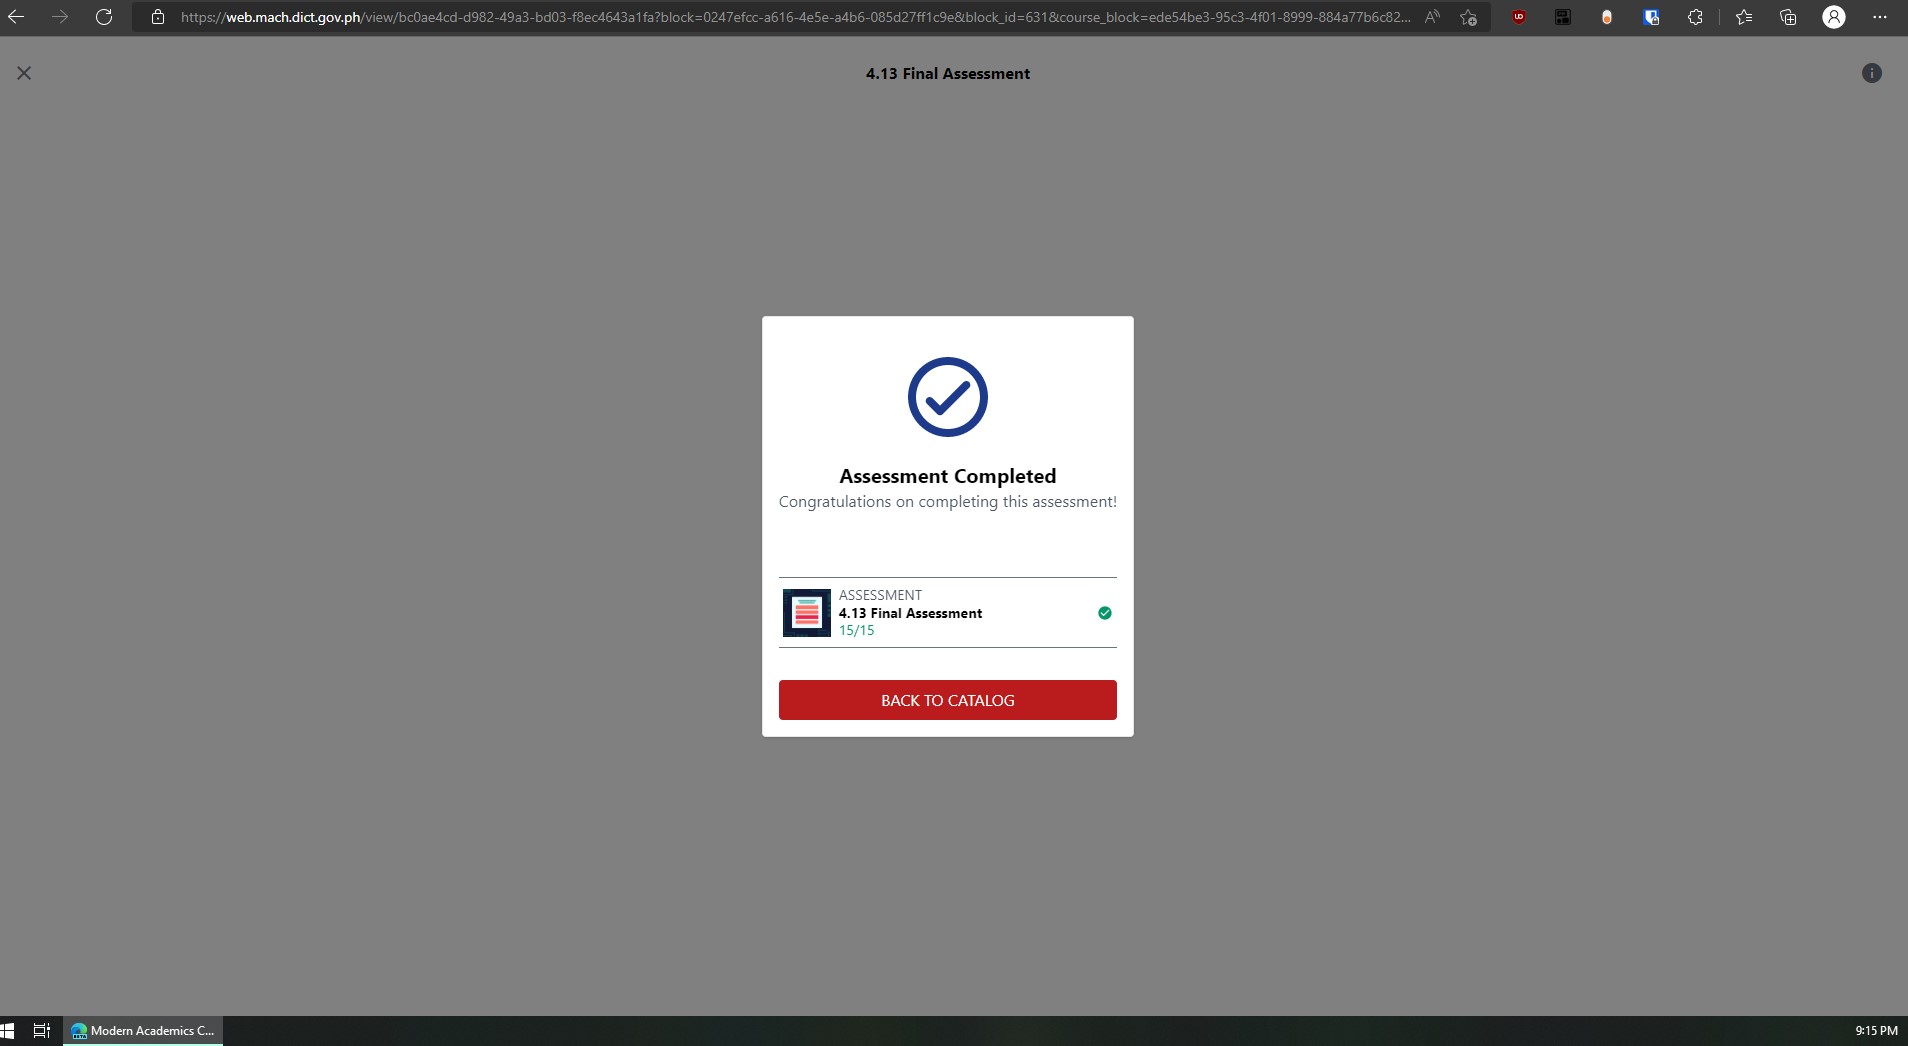 https://web.mach.dict.gov.ph/view/bc0ae4cd-d982-49a3-bd03-f8ec4643a1fa?block=0247efcc-a616-4e5e-a4b6-085d27ff1c9e&block_id=631&course_block=ede54be3-95c3-4f01-8999-884a77b6c82...
4.13 Final Assessment
Assessment Completed
Congratulations on completing this assessment!
ASSESSMENT
4.13 Final Assessment
15/15
BACK TO CATALOG
Modern Academics C...
9:15 PM